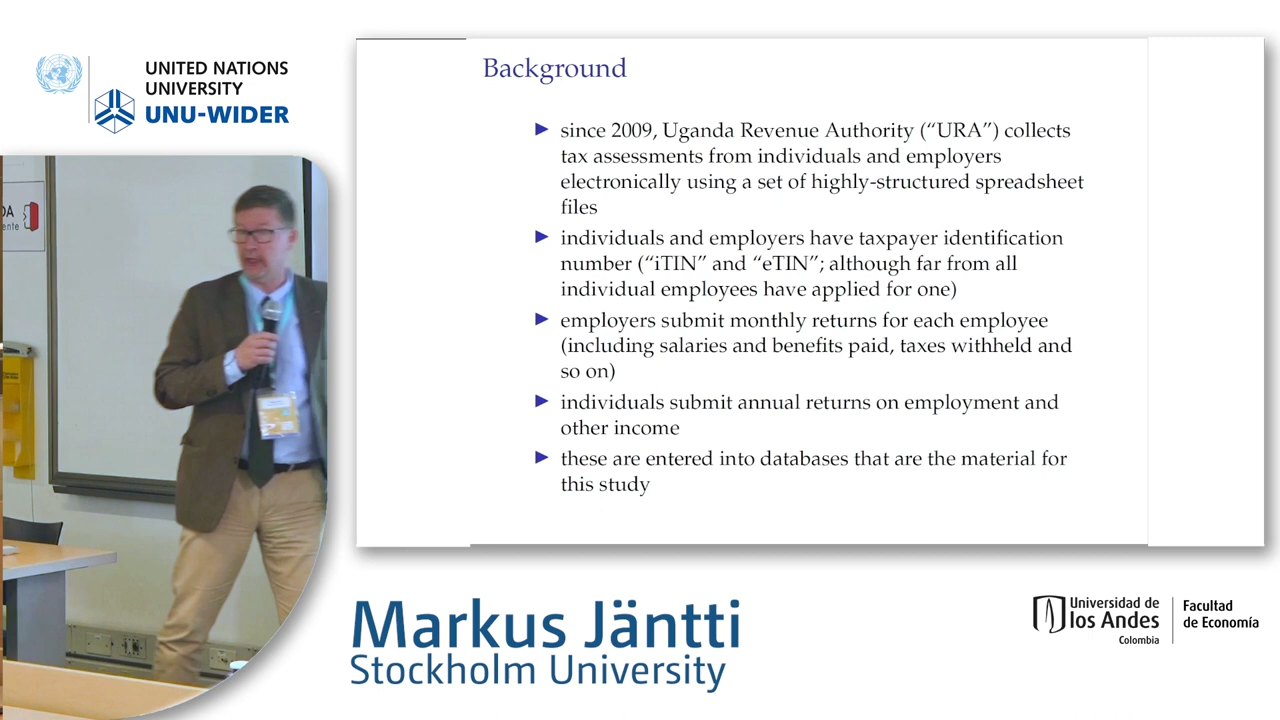 UNITED NATIONS
UNIVERSITY
UNU-WIDER
DA
ente
Background
▶ since 2009, Uganda Revenue Authority (“URA”) collects
tax assessments from individuals and employers
electronically using a set of highly-structured spreadsheet
files
▶ individuals and employers have taxpayer identification
number (“iTIN” and “eTIN”; although far from all
individual employees have applied for one)
▶ employers submit monthly returns for each employee
(including salaries and benefits paid, taxes withheld and
so on)
▶ individuals submit annual returns on employment and
other income
▶ these are entered into databases that are the material for
this study
Markus Jäntti
Stockholm University
Universidad de
los Andes
Colombia
Facultad
de Economía